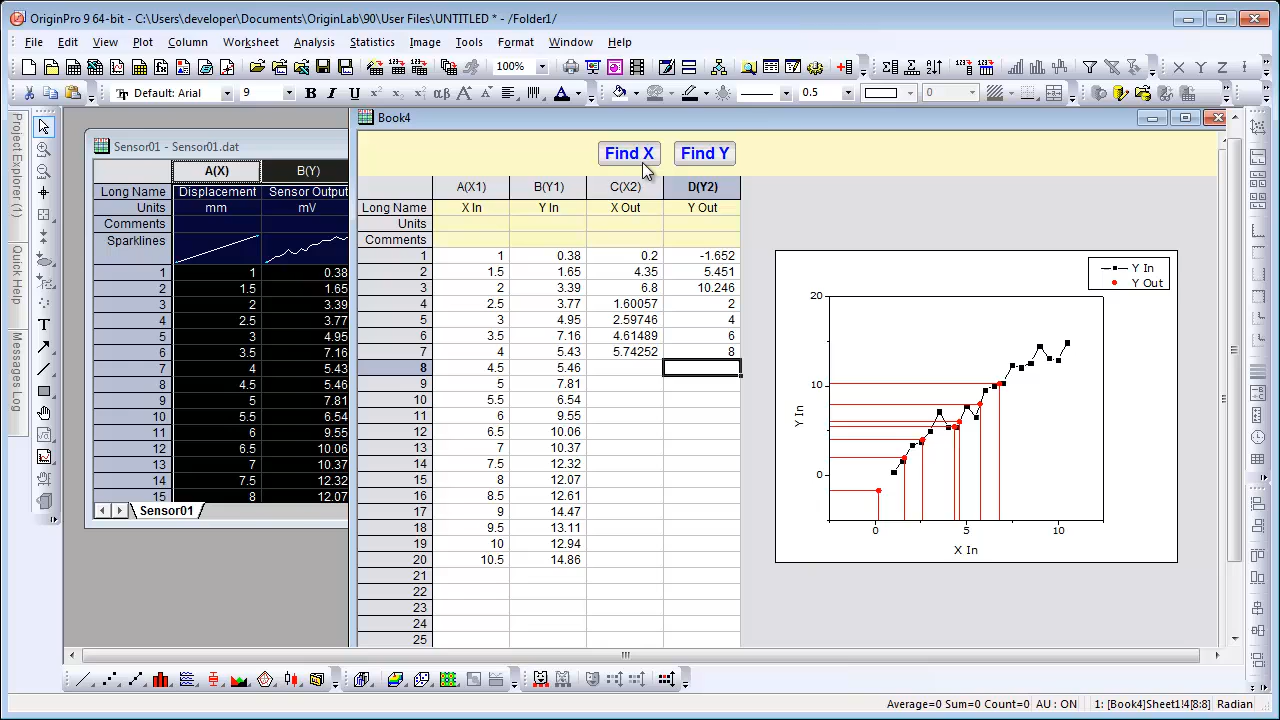 OriginPro 9 64-bit - C:\Users\developer\Documents\OriginLab\90\User Files\UNTITLED * - /Folder1/
File Edit View Plot Column Worksheet Analysis Statistics Image Tools Format Window Help
100%
Default: Arial 9 B I U 0.5 0
Project Explorer (1)
Quick Help
Messages Log
Sensor01 - Sensor01.dat
A(X) B(Y)
Long Name Displacement Sensor Output
Units mm mV
Comments
Sparklines
1 1 0.38
2 1.5 1.65
3 2 3.39
4 2.5 3.77
5 3 4.95
6 3.5 7.16
7 4 5.43
8 4.5 5.46
9 5 7.81
10 5.5 6.54
11 6 9.55
12 6.5 10.06
13 7 10.37
14 7.5 12.32
15 8 12.07
Sensor01
Book4
Find X Find Y
A(X1) B(Y1) C(X2) D(Y2)
Long Name X In Y In X Out Y Out
Units
Comments
1 1 0.38 0.2 -1.652
2 1.5 1.65 4.35 5.451
3 2 3.39 6.8 10.246
4 2.5 3.77 1.60057 2
5 3 4.95 2.59746 4
6 3.5 7.16 4.61489 6
7 4 5.43 5.74252 8
8 4.5 5.46
9 5 7.81
10 5.5 6.54
11 6 9.55
12 6.5 10.06
13 7 10.37
14 7.5 12.32
15 8 12.07
16 8.5 12.61
17 9 14.47
18 9.5 13.11
19 10 12.94
20 10.5 14.86
21
22
23
24
25
Y In
Y Out
20
10
0
Y In
0 5 10
X In
Average=0 Sum=0 Count=0 AU : ON 1: [Book4]Sheet1!4[8:8] Radian